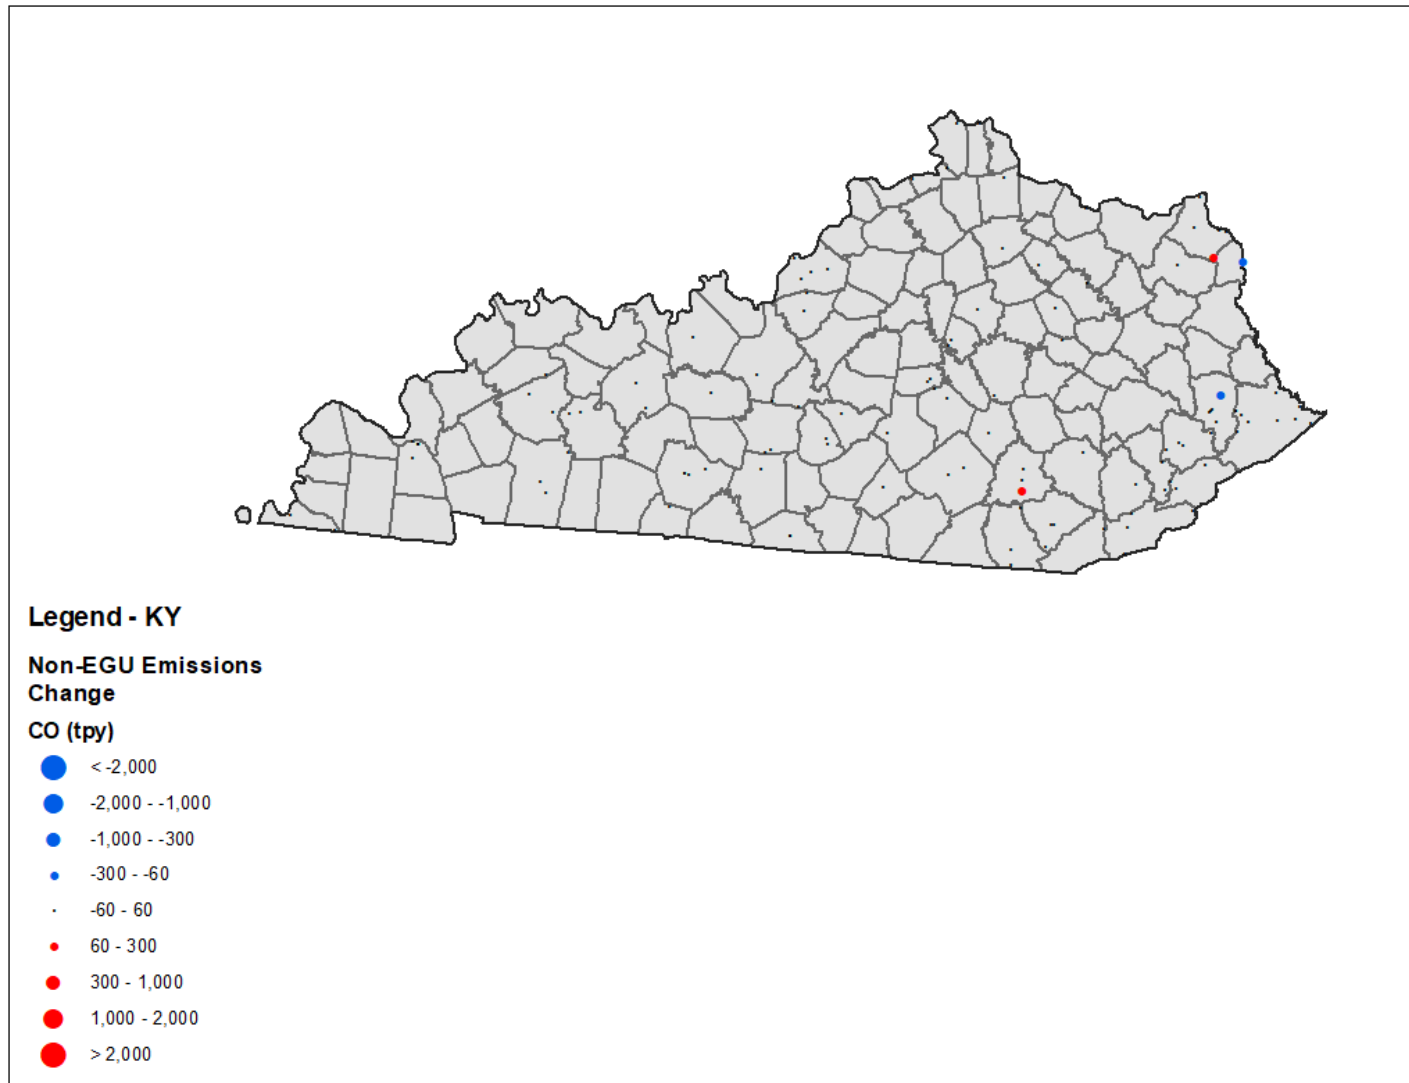 Legend - KY
Non-EGU Emissions
Change
CO (tpy)
< -2,000
-2,000 - -1,000
-1,000 - -300
-300 - -60
-60 - 60
60 - 300
300 - 1,000
1,000 - 2,000
> 2,000